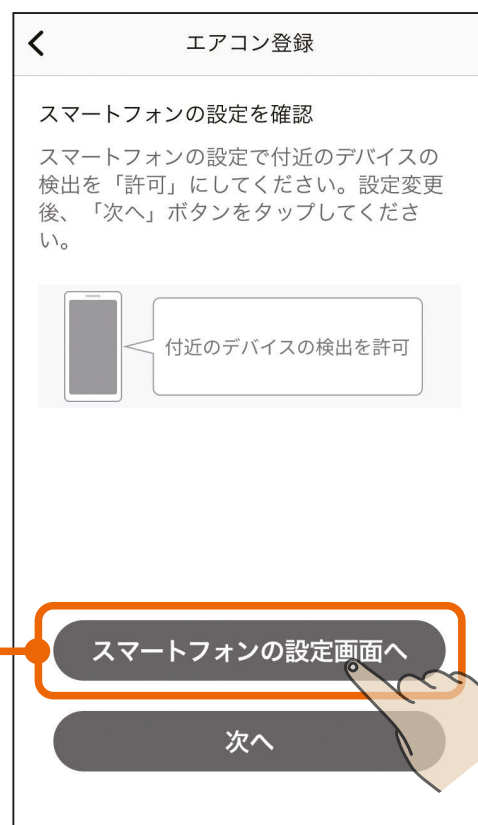 エアコン登録
スマートフォンの設定を確認
スマートフォンの設定で付近のデバイスの
検出を「許可」にしてください。設定変更
後、「次へ」ボタンをタップしてくださ
い。
付近のデバイスの検出を許可
スマートフォンの設定画面へ
次へ